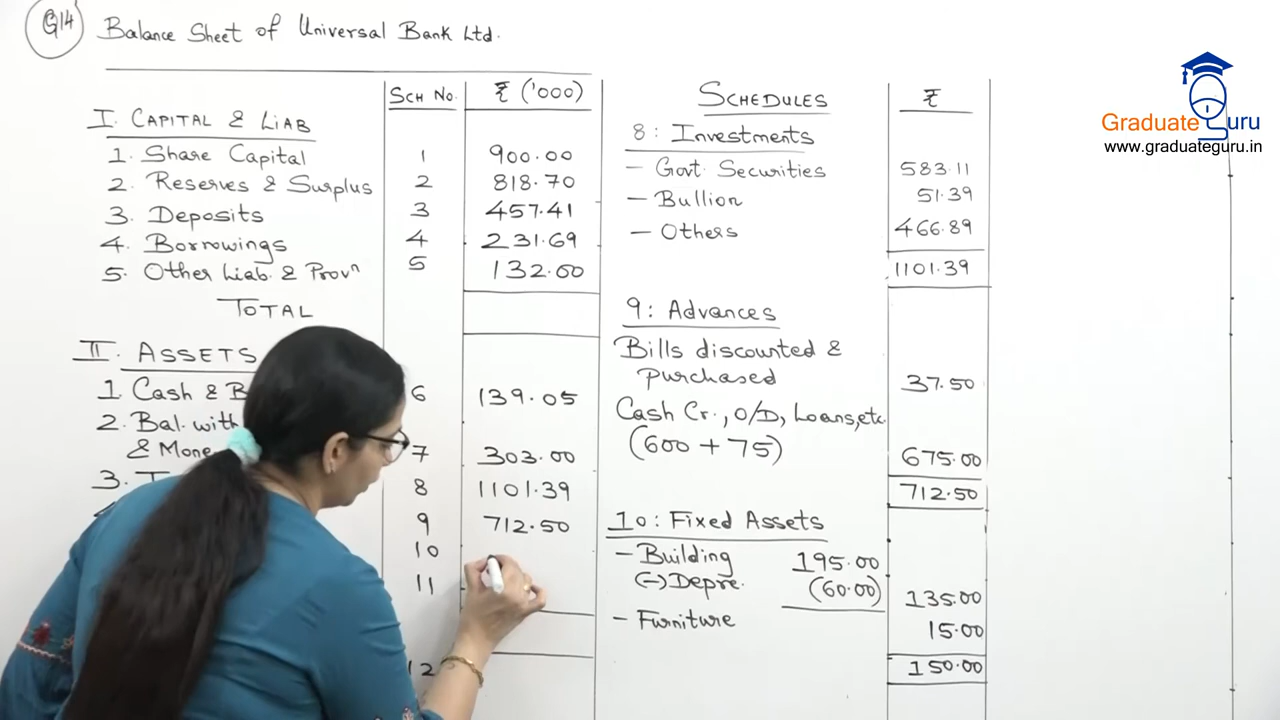 Q14 Balance Sheet of Universal Bank Ltd.
SCH NO. ₹ ('000)
I. CAPITAL & LIAB
1. Share Capital 1 900.00
2. Reserves & Surplus 2 818.70
3. Deposits 3 457.41
4. Borrowings 4 231.69
5. Other Liab. & Provⁿ 5 132.60
TOTAL
II. ASSETS
1. Cash & B 6 139.05
2. Bal. with
& Mone 7 303.00
3. 8 1101.39
9 712.50
10
11
12
SCHEDULES ₹
8: Investments
- Govt. Securities 583.11
- Bullion 51.39
- Others 466.89
1101.39
9: Advances
Bills discounted &
purchased 37.50
Cash Cr., O/D, Loans, etc.
(600 + 75) 675.00
712.50
10: Fixed Assets
- Building 195.00
(-) Depre. (60.00) 135.00
- Furniture 15.00
150.00
Graduate Guru
www.graduateguru.in